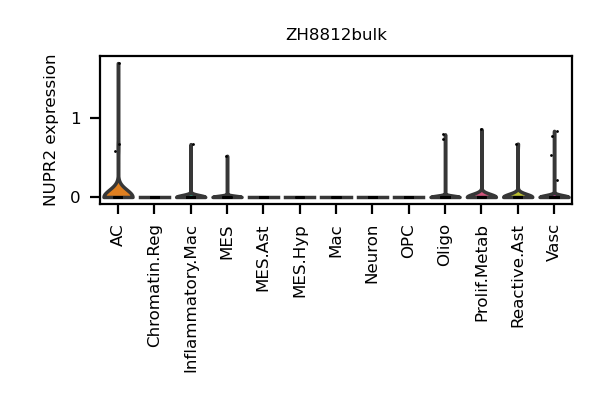 ZH8812bulk
NUPR2 expression
1
0
AC
Chromatin.Reg
Inflammatory.Mac
MES
MES.Ast
MES.Hyp
Mac
Neuron
OPC
Oligo
Prolif.Metab
Reactive.Ast
Vasc